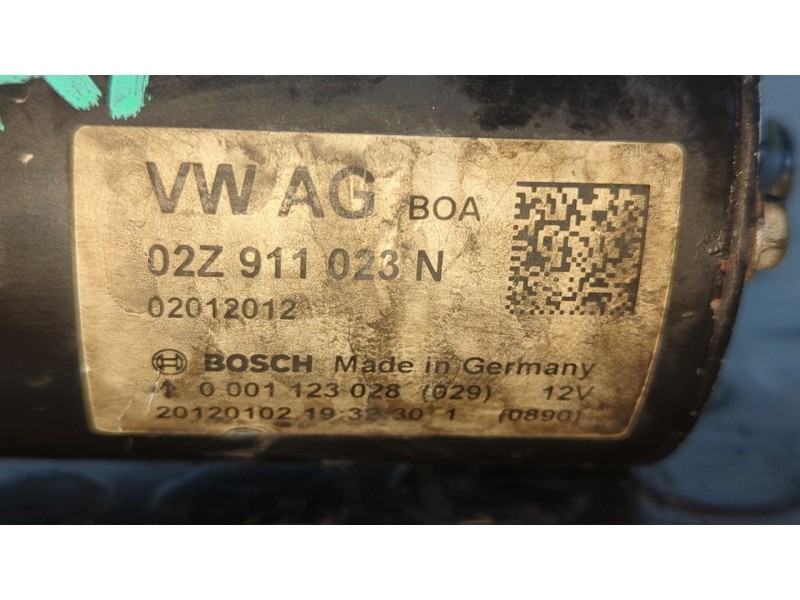 VW AG BOA
02Z 911 023 N
02012012
BOSCH Made in Germany
↑ 0 001 123 028 (029) 12V
20120102 19:32:30 1 (0890)